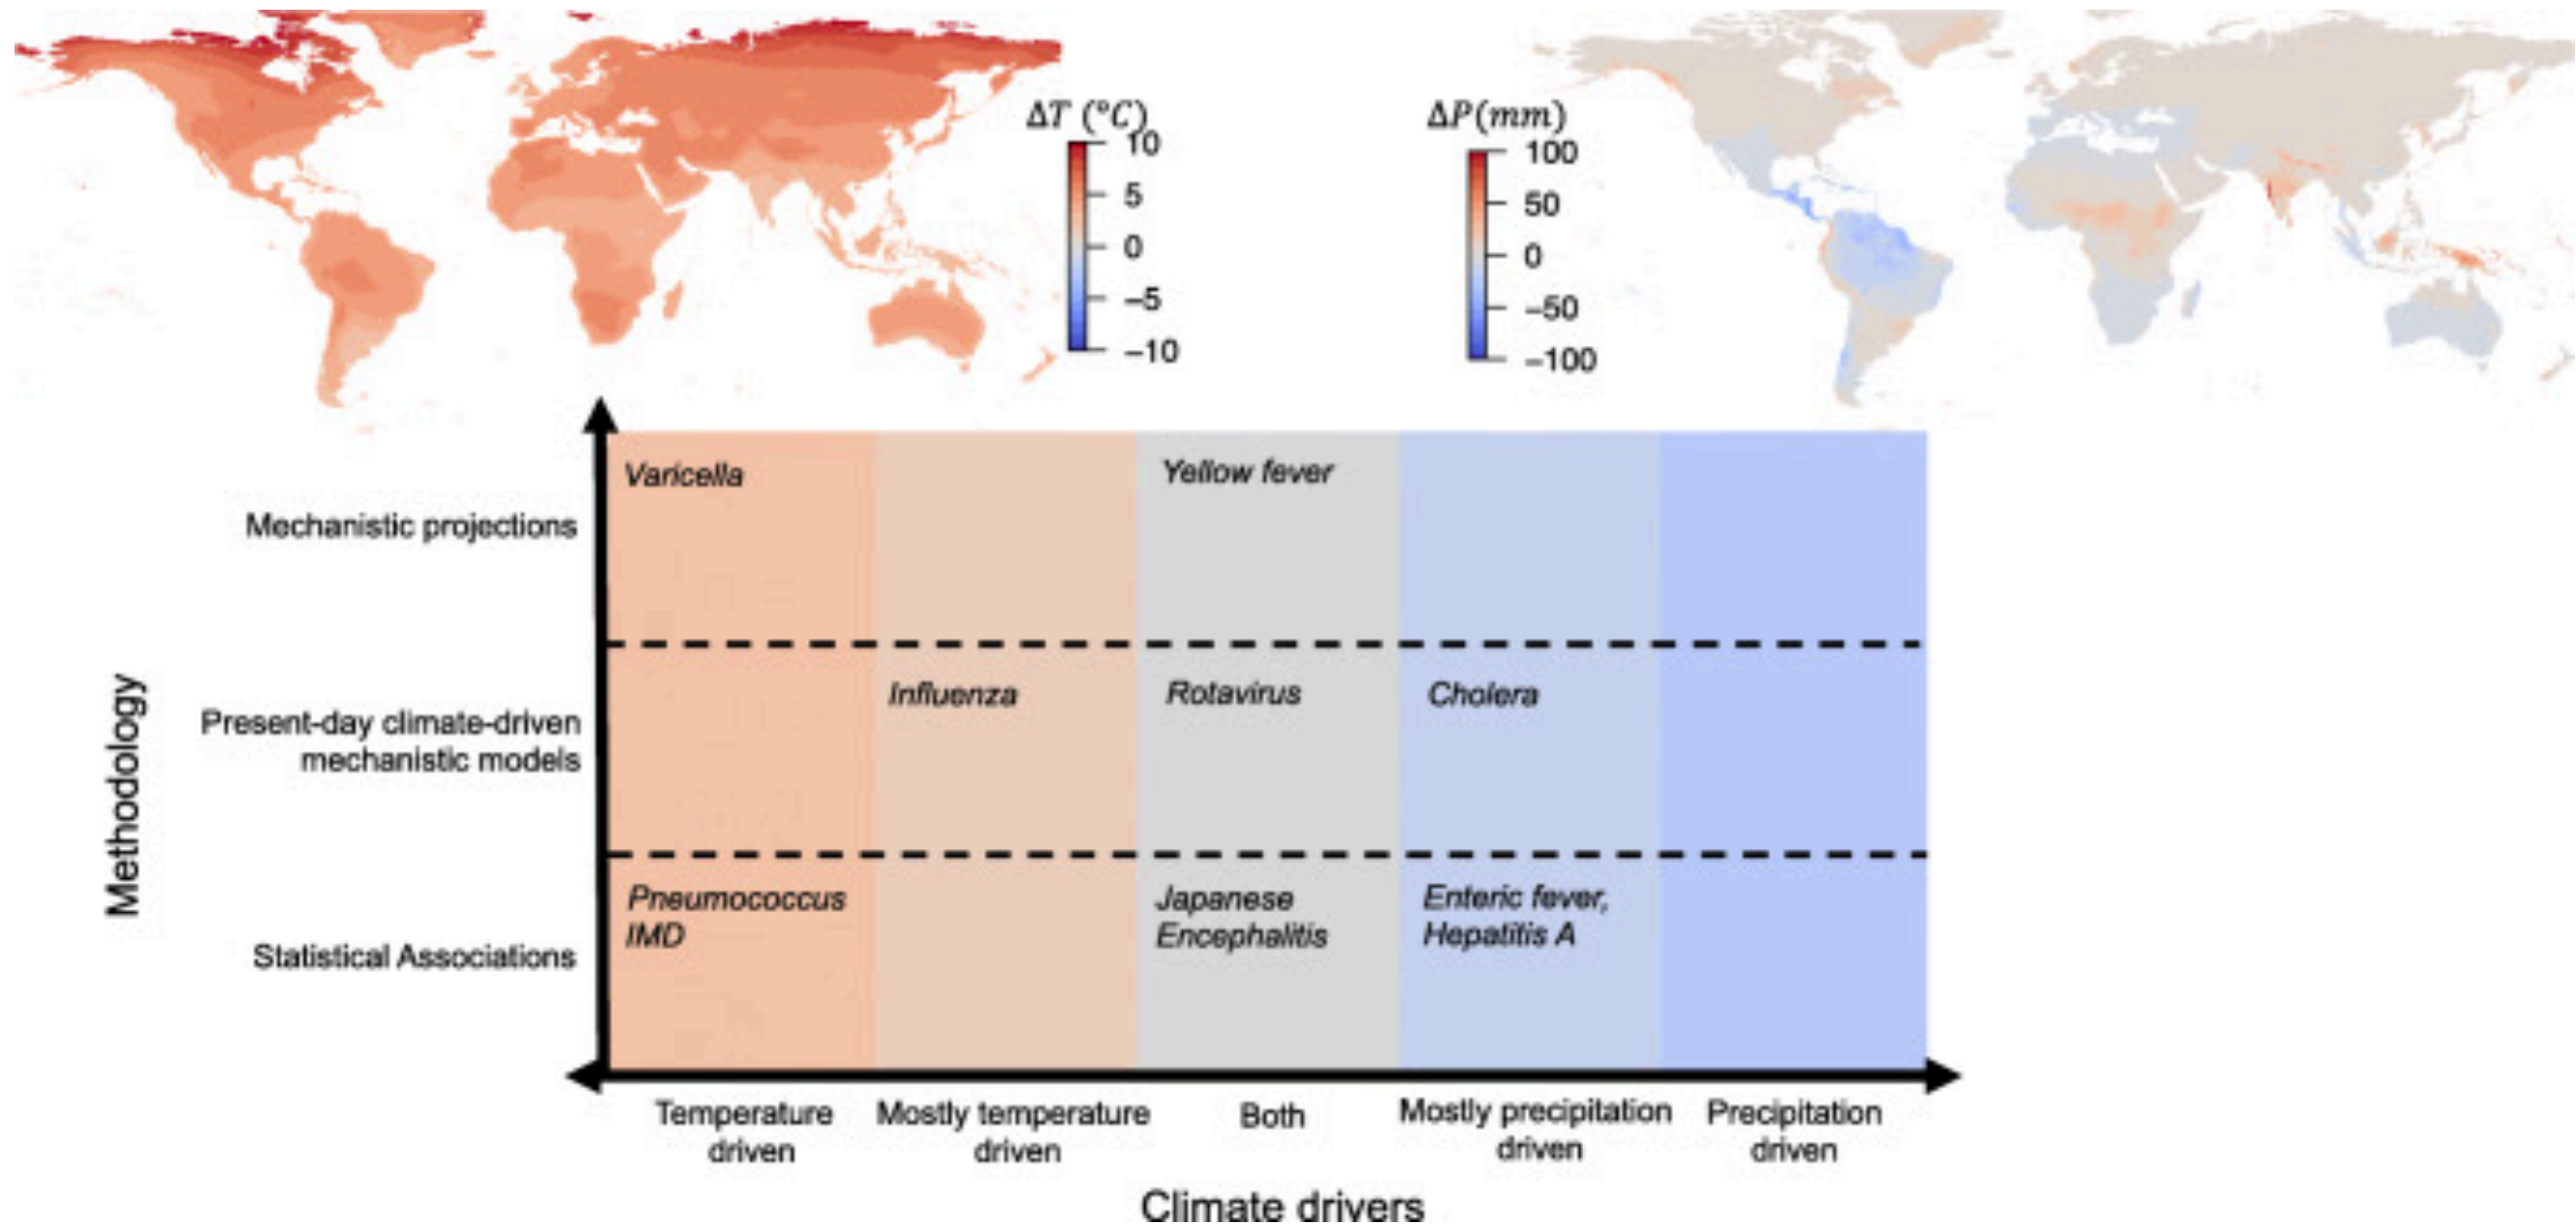 ΔT (°C)
10
5
0
−5
−10
ΔP(mm)
100
50
0
−50
−100
Methodology
Mechanistic projections
Present-day climate-driven
mechanistic models
Statistical Associations
Varicella
Yellow fever
Influenza
Rotavirus
Cholera
Pneumococcus
IMD
Japanese
Encephalitis
Enteric fever,
Hepatitis A
Temperature
driven
Mostly temperature
driven
Both
Mostly precipitation
driven
Precipitation
driven
Climate drivers